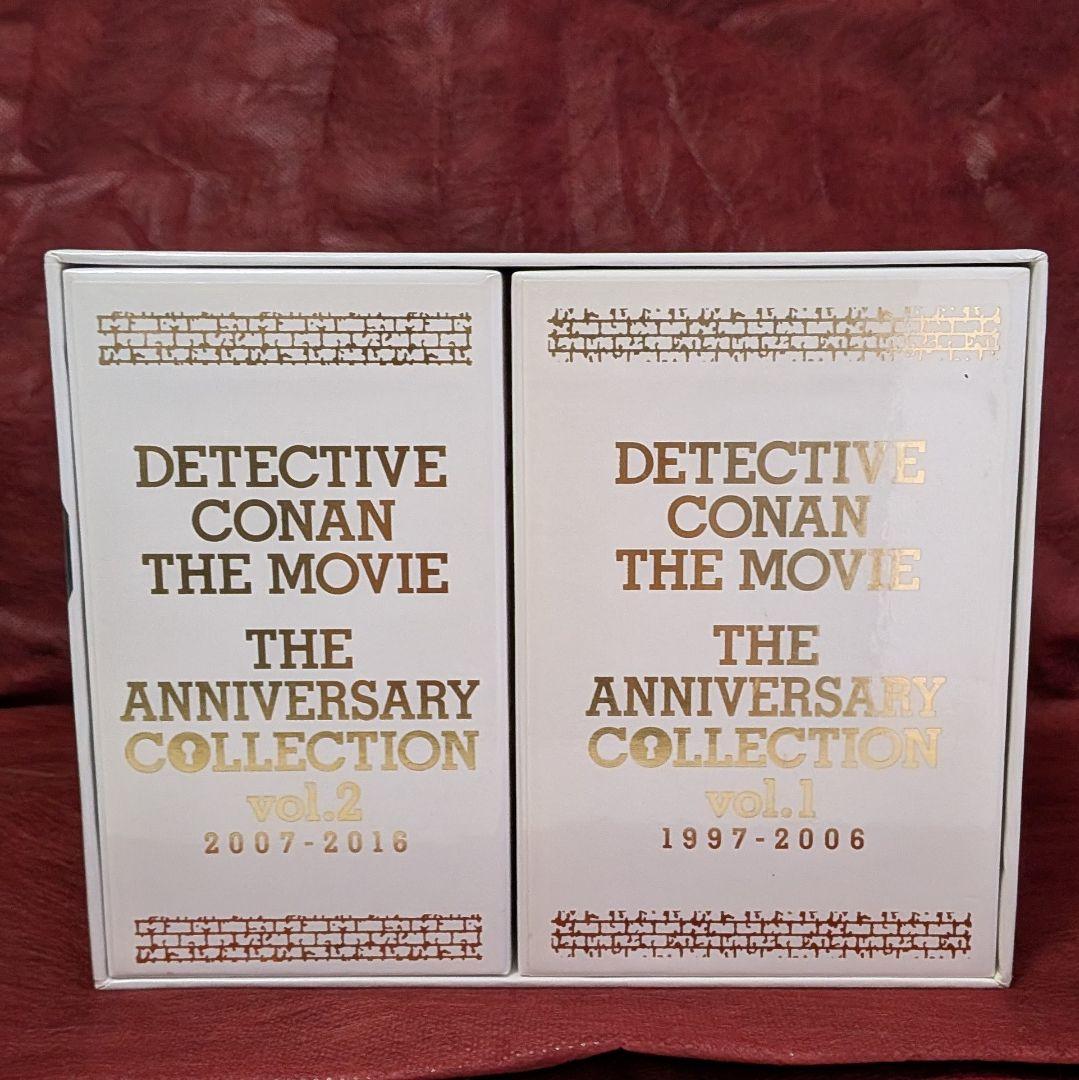 DETECTIVE
CONAN
THE MOVIE
THE
ANNIVERSARY
COLLECTION
vol.2
2007-2016
DETECTIVE
CONAN
THE MOVIE
THE
ANNIVERSARY
COLLECTION
vol.1
1997-2006